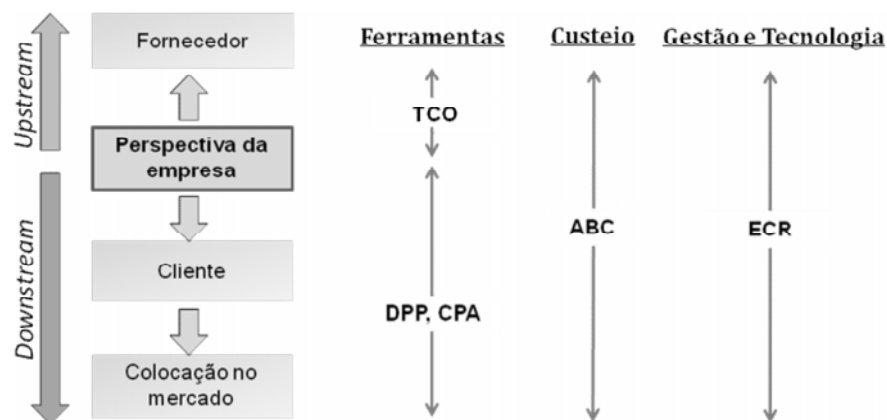 Upstream
Downstream
Fornecedor
Perspectiva da
empresa
Cliente
Colocação no
mercado
Ferramentas
TCO
DPP, CPA
Custeio
ABC
Gestão e Tecnologia
ECR